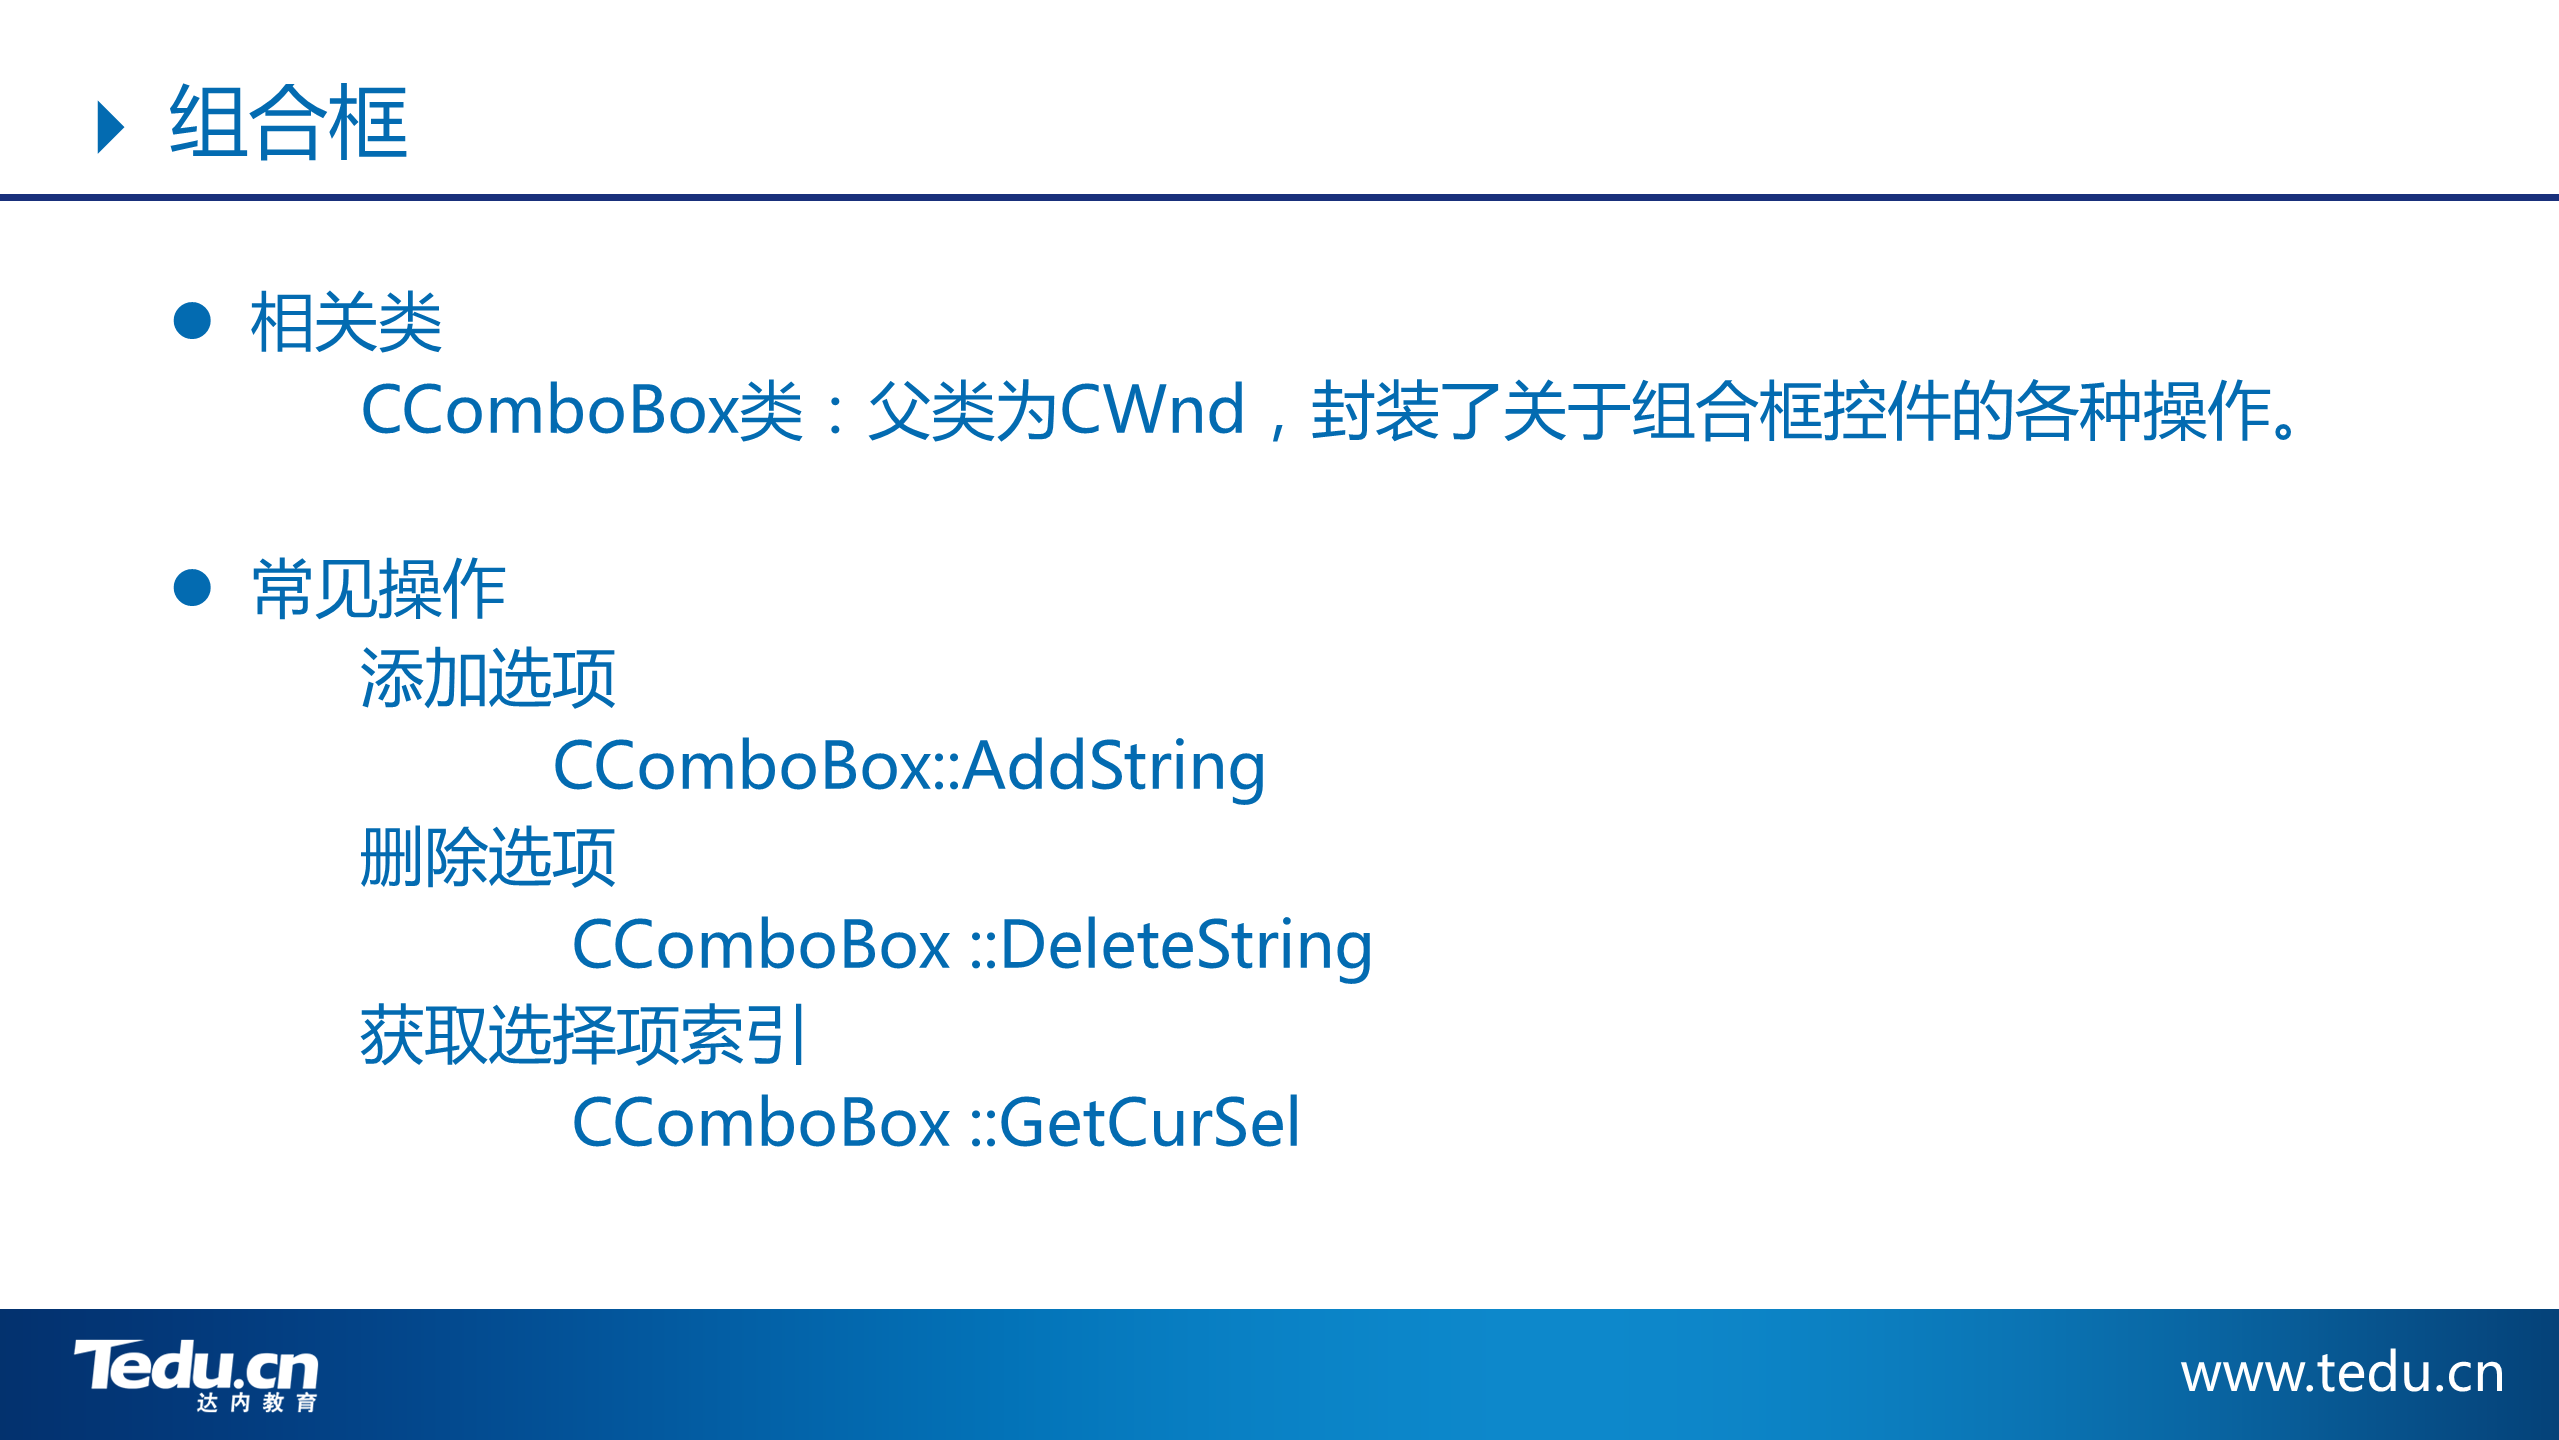 组合框
相关类
CComboBox类：父类为CWnd，封装了关于组合框控件的各种操作。
常见操作
添加选项
CComboBox::AddString
删除选项
CComboBox ::DeleteString
获取选择项索引
CComboBox ::GetCurSel
Tedu.cn
达内教育
www.tedu.cn